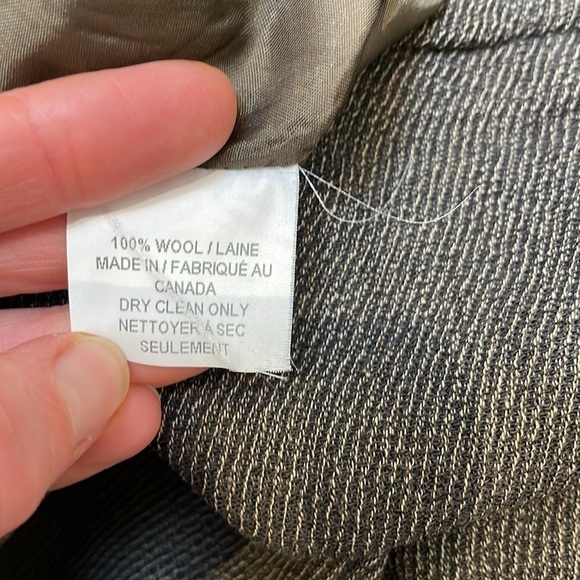 100% WOOL / LAINE
MADE IN / FABRIQUÉ AU
CANADA
DRY CLEAN ONLY
NETTOYER À SEC
SEULEMENT